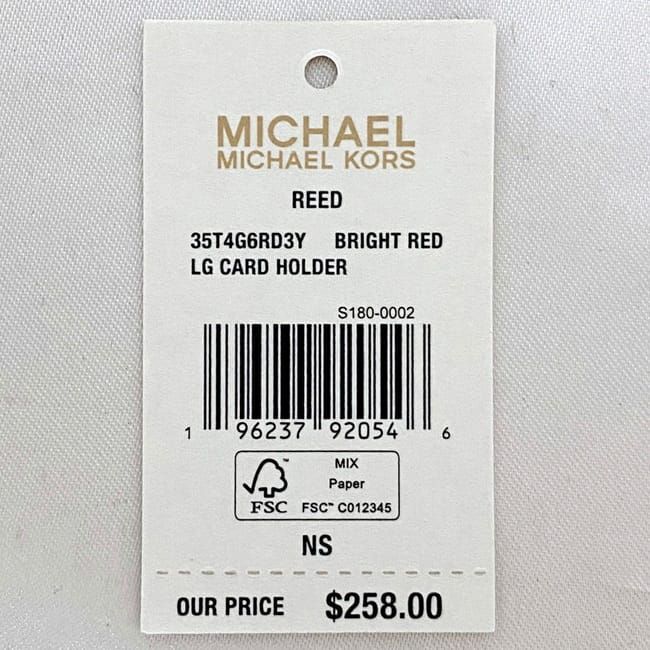 MICHAEL
MICHAEL KORS
REED
35T4G6RD3Y BRIGHT RED
LG CARD HOLDER
S180-0002
1 96237 92054 6
FSC
MIX
Paper
FSC™ C012345
NS
OUR PRICE $258.00